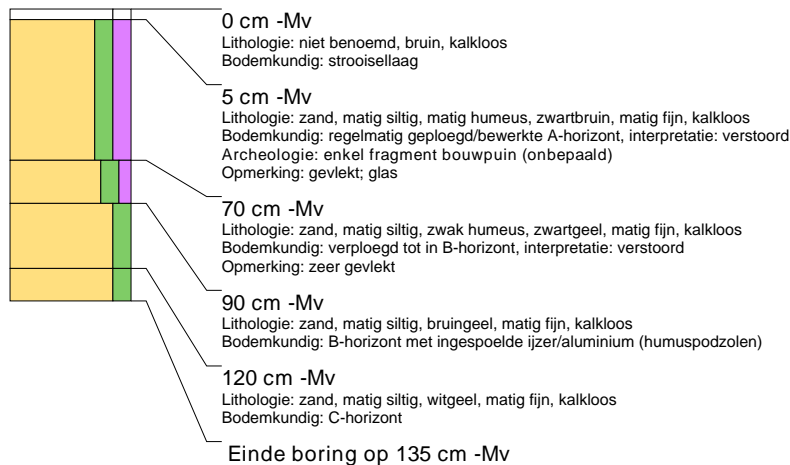 0 cm -Mv
Lithologie: niet benoemd, bruin, kalkloos
Bodemkundig: strooisellaag
5 cm -Mv
Lithologie: zand, matig siltig, matig humeus, zwartbruin, matig fijn, kalkloos
Bodemkundig: regelmatig geploegd/bewerkte A-horizont, interpretatie: verstoord
Archeologie: enkel fragment bouwpuin (onbepaald)
Opmerking: gevlekt; glas
70 cm -Mv
Lithologie: zand, matig siltig, zwak humeus, zwartgeel, matig fijn, kalkloos
Bodemkundig: verploegd tot in B-horizont, interpretatie: verstoord
Opmerking: zeer gevlekt
90 cm -Mv
Lithologie: zand, matig siltig, bruingeel, matig fijn, kalkloos
Bodemkundig: B-horizont met ingespoelde ijzer/aluminium (humuspodzolen)
120 cm -Mv
Lithologie: zand, matig siltig, witgeel, matig fijn, kalkloos
Bodemkundig: C-horizont
Einde boring op 135 cm -Mv